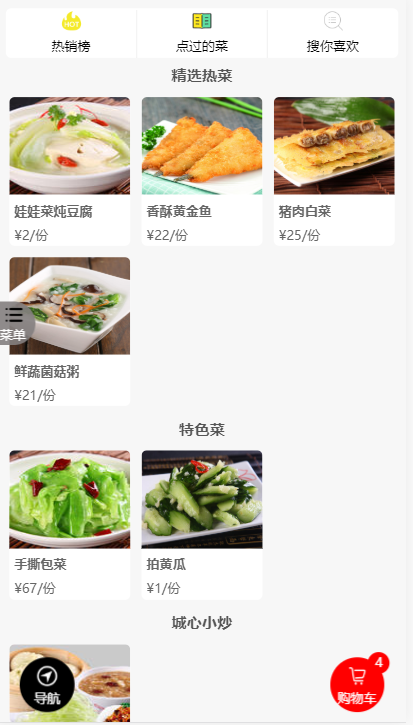 HOT
热销榜 点过的菜 搜你喜欢
精选热菜
娃娃菜炖豆腐 香酥黄金鱼 猪肉白菜
¥2/份 ¥22/份 ¥25/份
菜单
鲜蔬菌菇粥
¥21/份
特色菜
手撕包菜 拍黄瓜
¥67/份 ¥1/份
城心小炒
4
导航 购物车